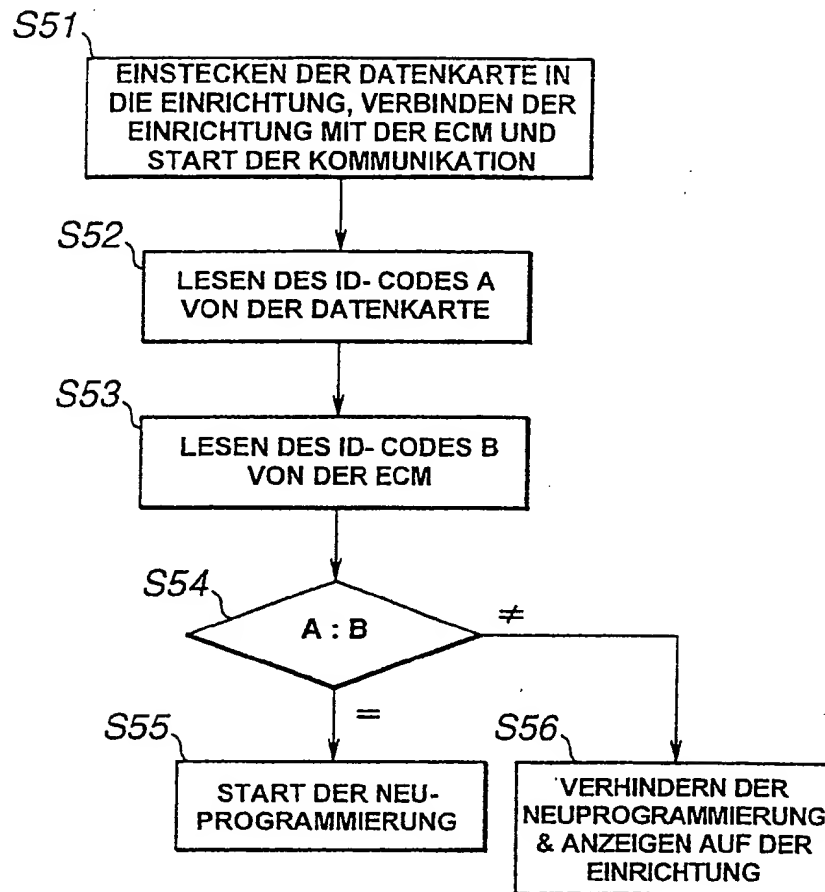 S51
EINSTECKEN DER DATENKARTE IN
DIE EINRICHTUNG, VERBINDEN DER
EINRICHTUNG MIT DER ECM UND
START DER KOMMUNIKATION
S52
LESEN DES ID- CODES A
VON DER DATENKARTE
S53
LESEN DES ID- CODES B
VON DER ECM
S54
A : B
≠
=
S55
START DER NEU-
PROGRAMMIERUNG
S56
VERHINDERN DER
NEUPROGRAMMIERUNG
& ANZEIGEN AUF DER
EINRICHTUNG